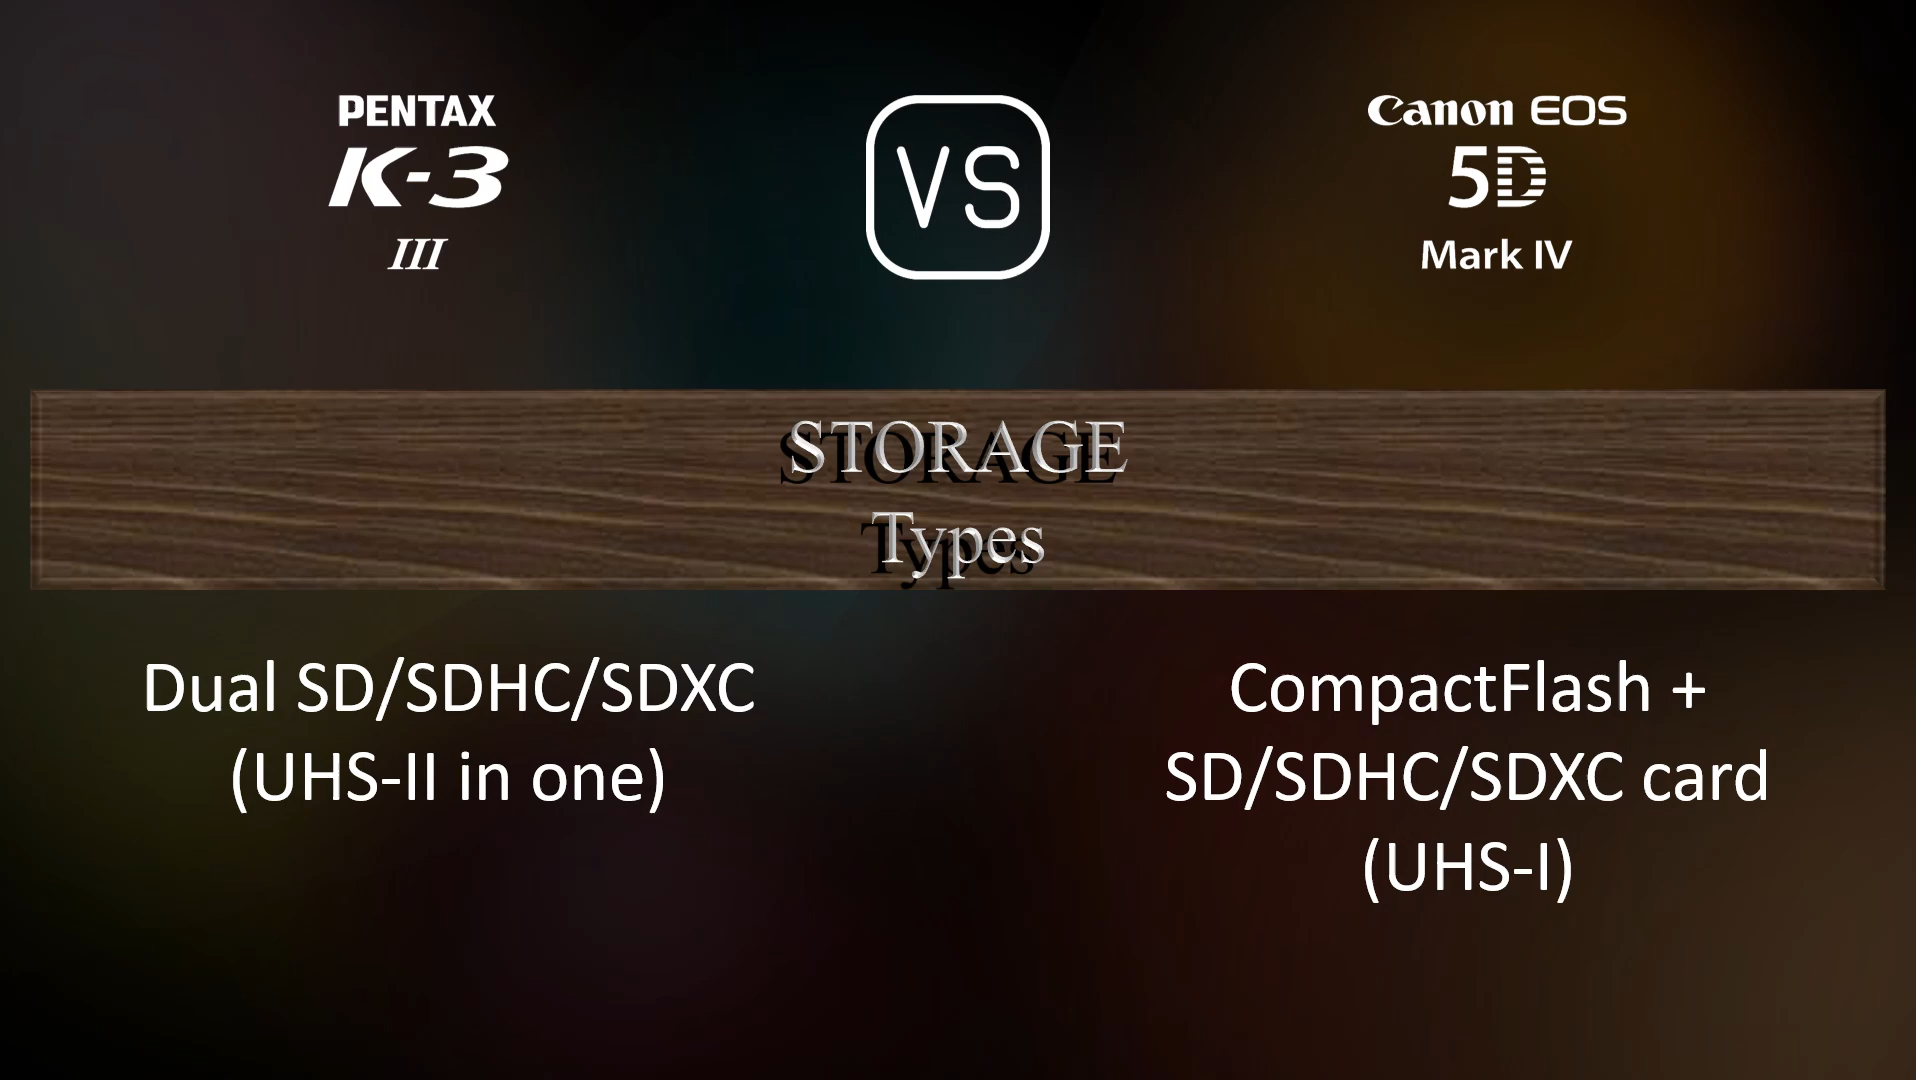 PENTAX
K-3
III
VS
Canon EOS
5D
Mark IV
STORAGE
Types
Dual SD/SDHC/SDXC
(UHS-II in one)
CompactFlash +
SD/SDHC/SDXC card
(UHS-I)